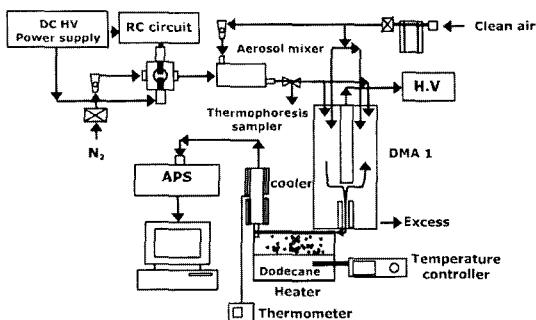 DC HV
Power supply
RC circuit
Aerosol mixer
Clean air
H.V
Thermophoresis
sampler
N₂
DMA 1
APS
cooler
Excess
Dodecane
Heater
Temperature
controller
Thermometer